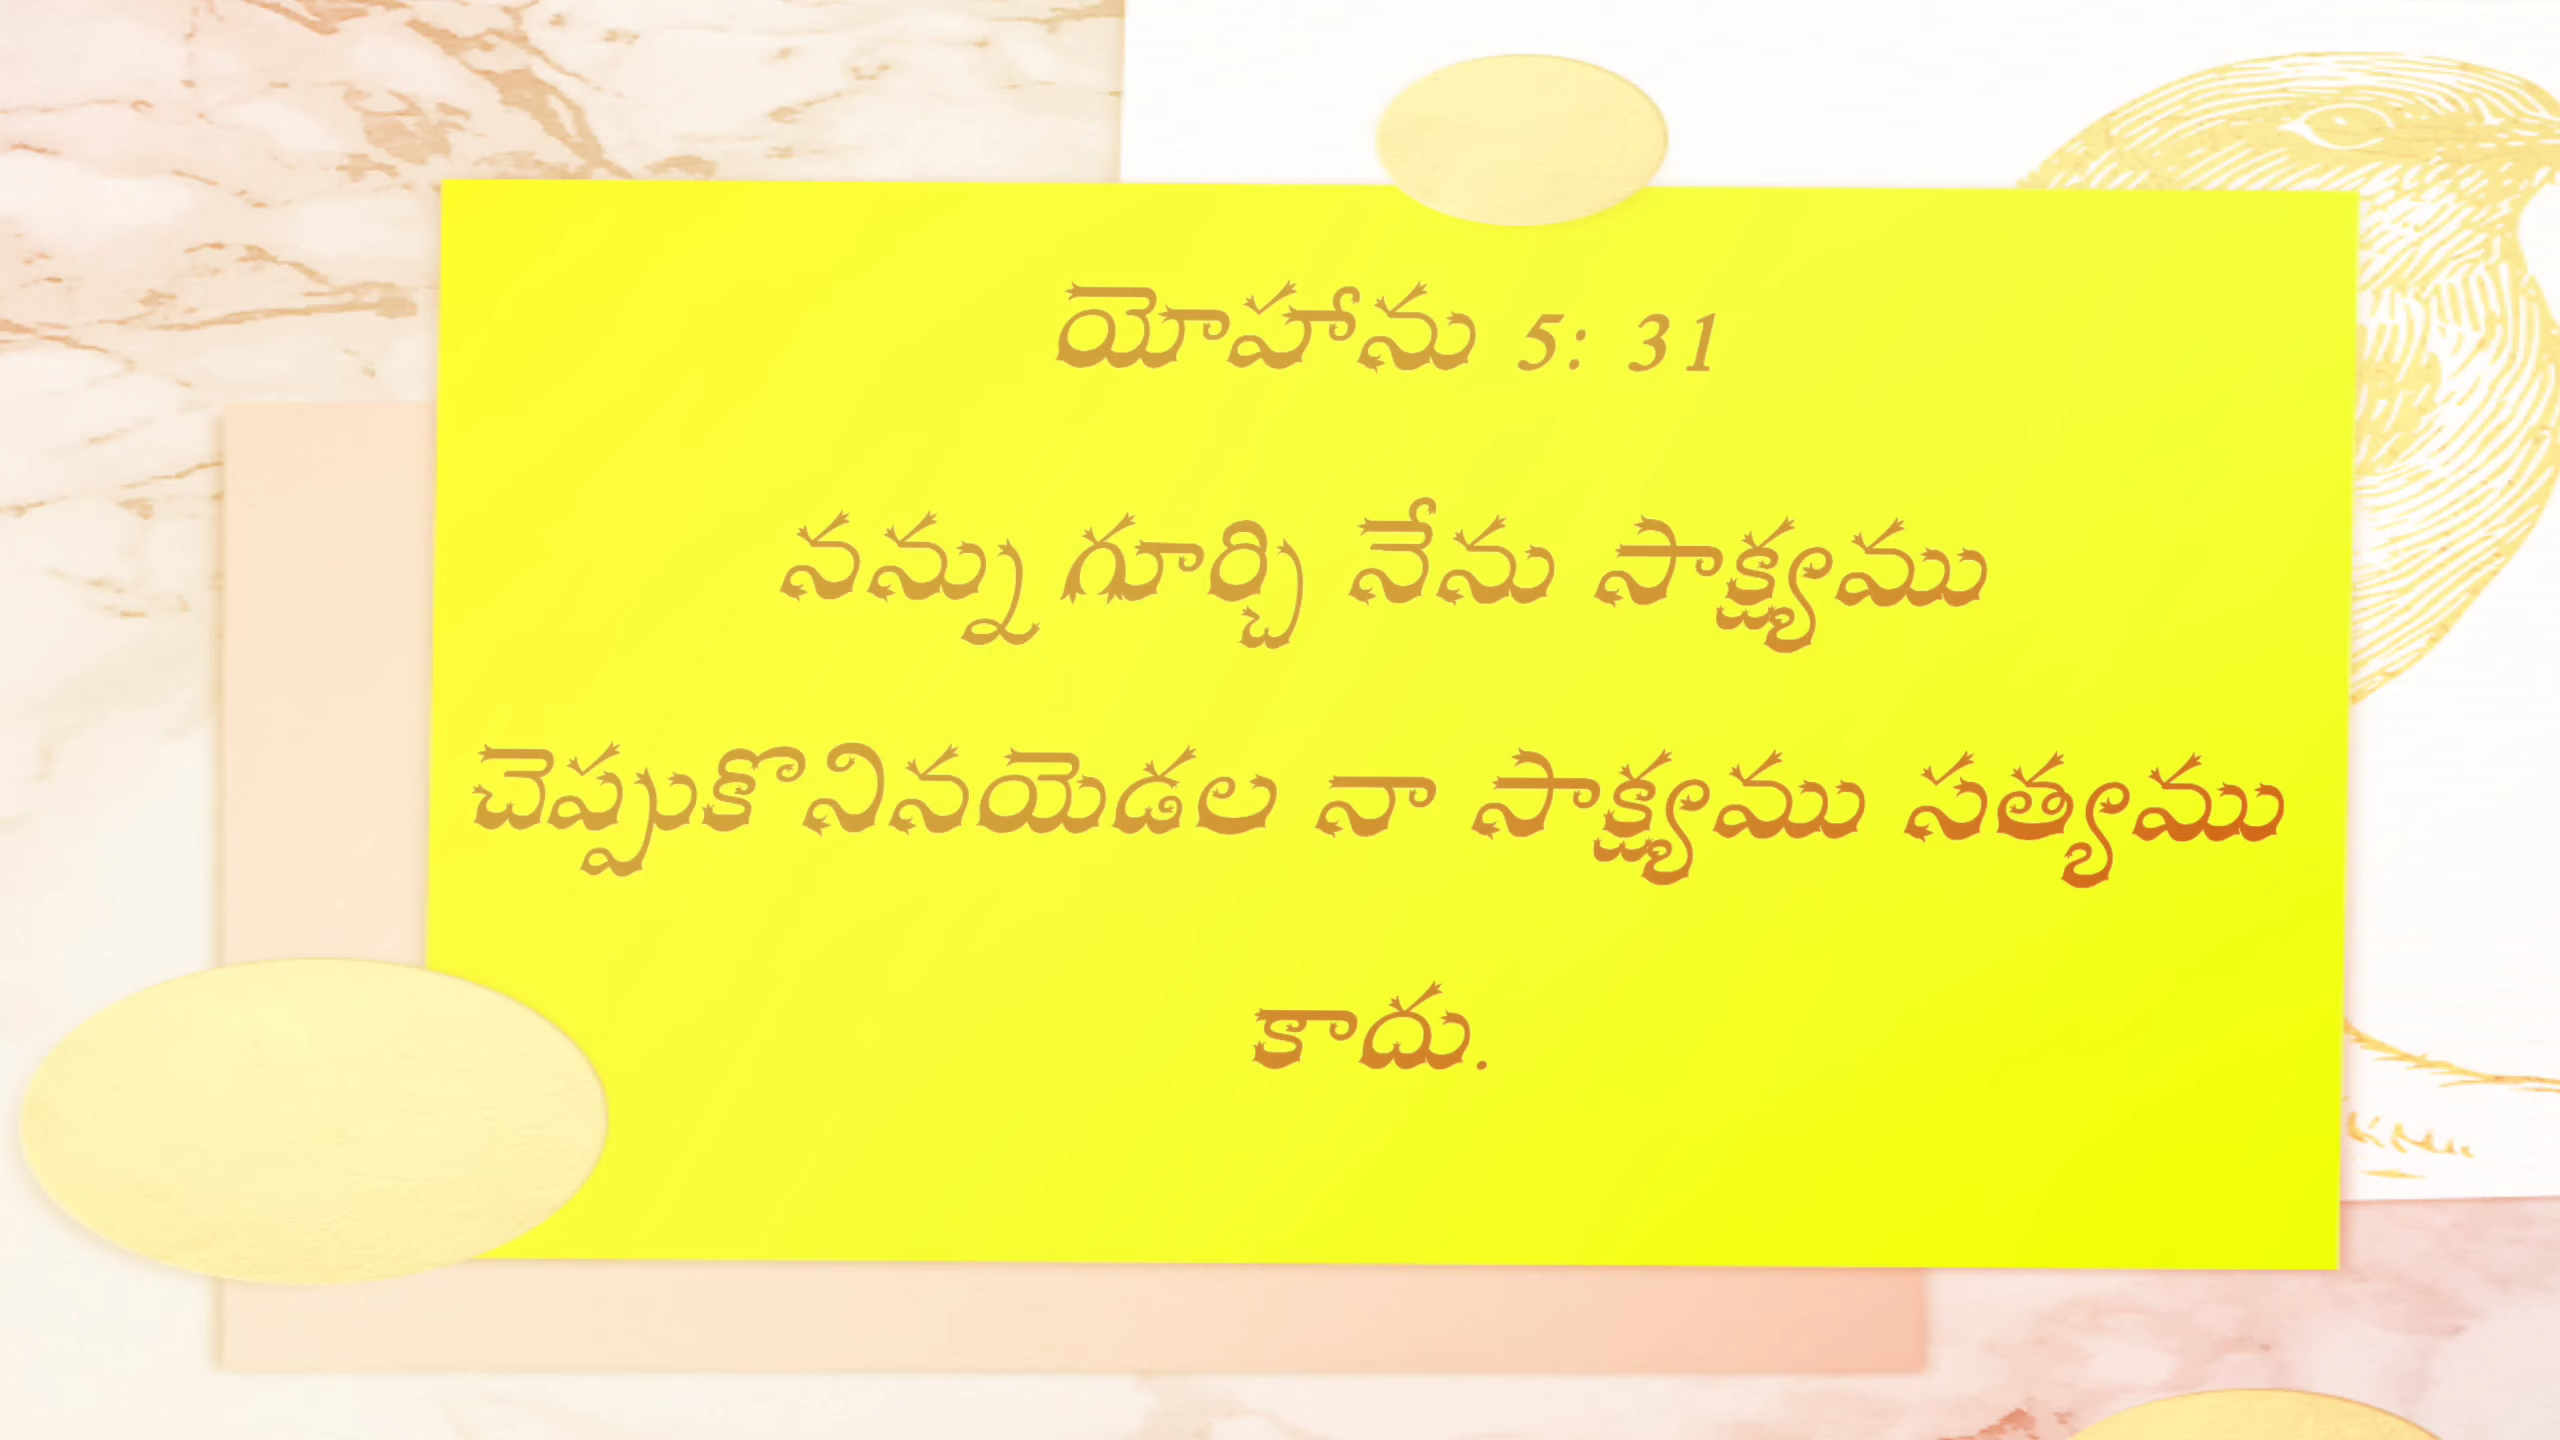 యోహాను 5: 31
నన్ను గూర్చి నేను సాక్ష్యము
చెప్పుకొనినయెడల నా సాక్ష్యము సత్యము
కాదు.